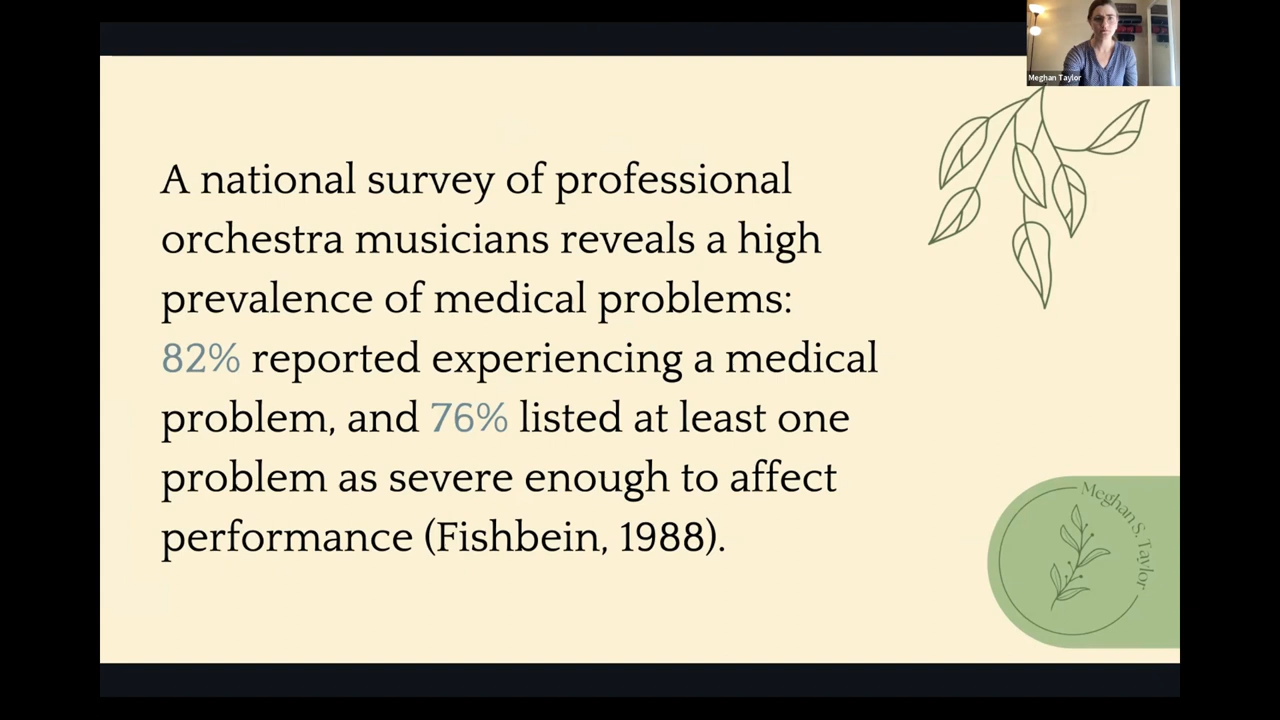 Meghan Taylor
A national survey of professional
orchestra musicians reveals a high
prevalence of medical problems:
82% reported experiencing a medical
problem, and 76% listed at least one
problem as severe enough to affect
performance (Fishbein, 1988).
Meghan S. Taylor